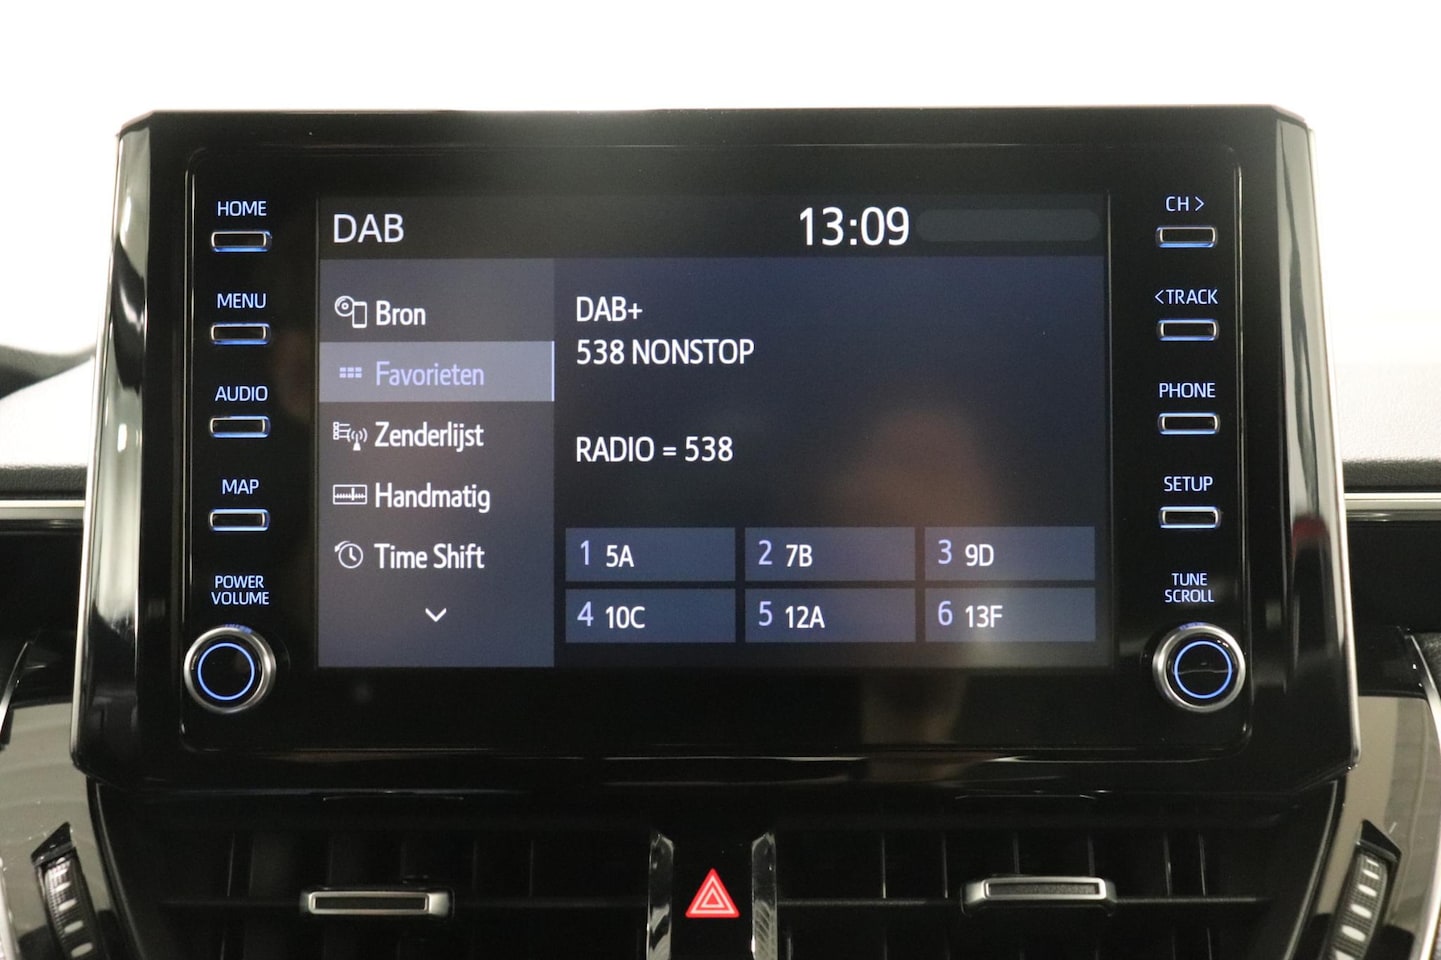 HOME
MENU
AUDIO
MAP
POWER
VOLUME
DAB
13:09
Bron
Favorieten
Zenderlijst
Handmatig
Time Shift
DAB+
538 NONSTOP
RADIO = 538
1 5A
2 7B
3 9D
4 10C
5 12A
6 13F
CH >
<TRACK
PHONE
SETUP
TUNE
SCROLL